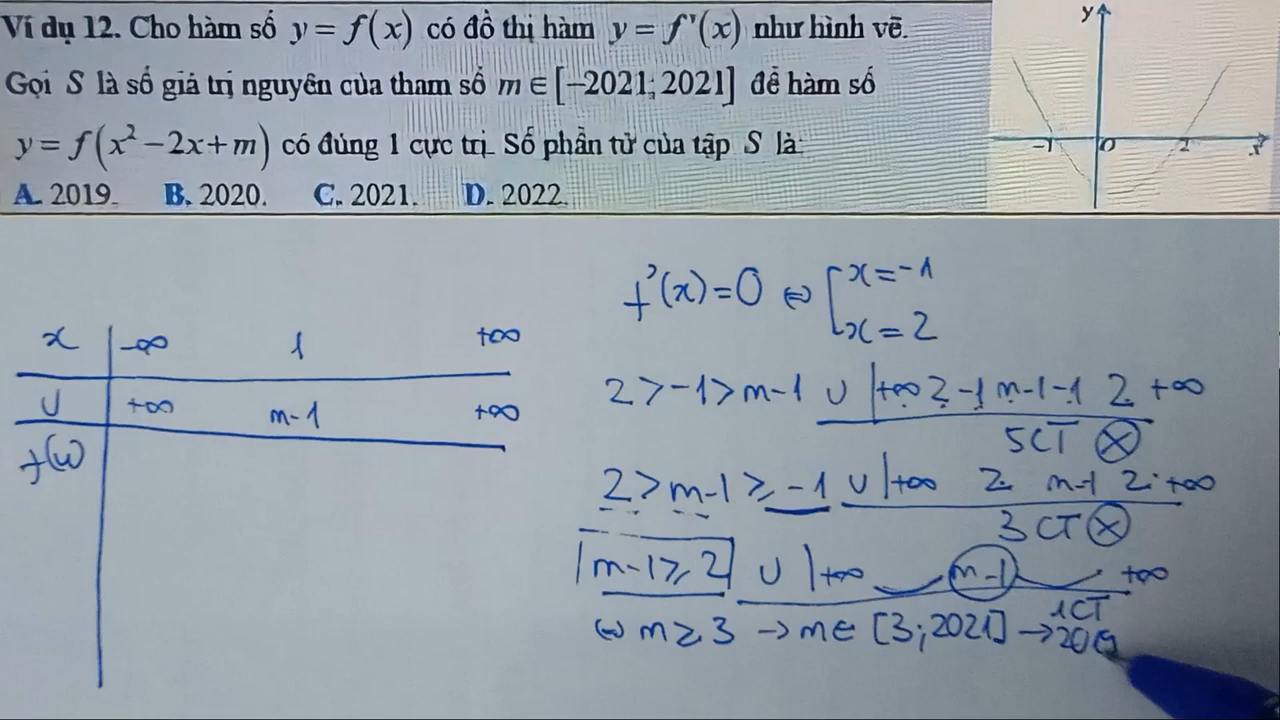 Ví dụ 12. Cho hàm số y = f(x) có đồ thị hàm y = f'(x) như hình vẽ.
Gọi S là số giá trị nguyên của tham số m ∈ [−2021; 2021] để hàm số
y = f(x² − 2x + m) có đúng 1 cực trị. Số phần tử của tập S là:
A. 2019. B. 2020. C. 2021. D. 2022.
y
-1 O 2 x
f'(x) = 0 ⇔ [ x = -1
x = 2
x -∞ 1 +∞
u +∞ m-1 +∞
f(u)
2 > -1 > m-1 u +∞ 2 -1 m-1 -1 2 +∞
5CT ⊗
2 > m-1 ≥ -1 u +∞ 2 m-1 2 +∞
3CT ⊗
m-1 ≥ 2 u +∞ m-1 +∞
1CT
⇔ m ≥ 3 → m ∈ [3; 2021] → 2019